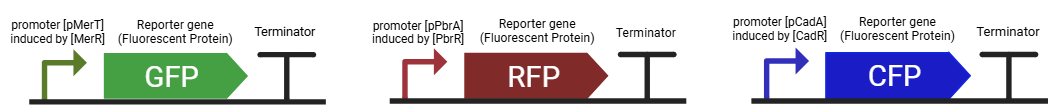 promoter [pMerT]
induced by [MerR]
Reporter gene
(Fluorescent Protein)
Terminator
GFP
promoter [pPbrA]
induced by [PbrR]
Reporter gene
(Fluorescent Protein)
Terminator
RFP
promoter [pCadA]
induced by [CadR]
Reporter gene
(Fluorescent Protein)
Terminator
CFP